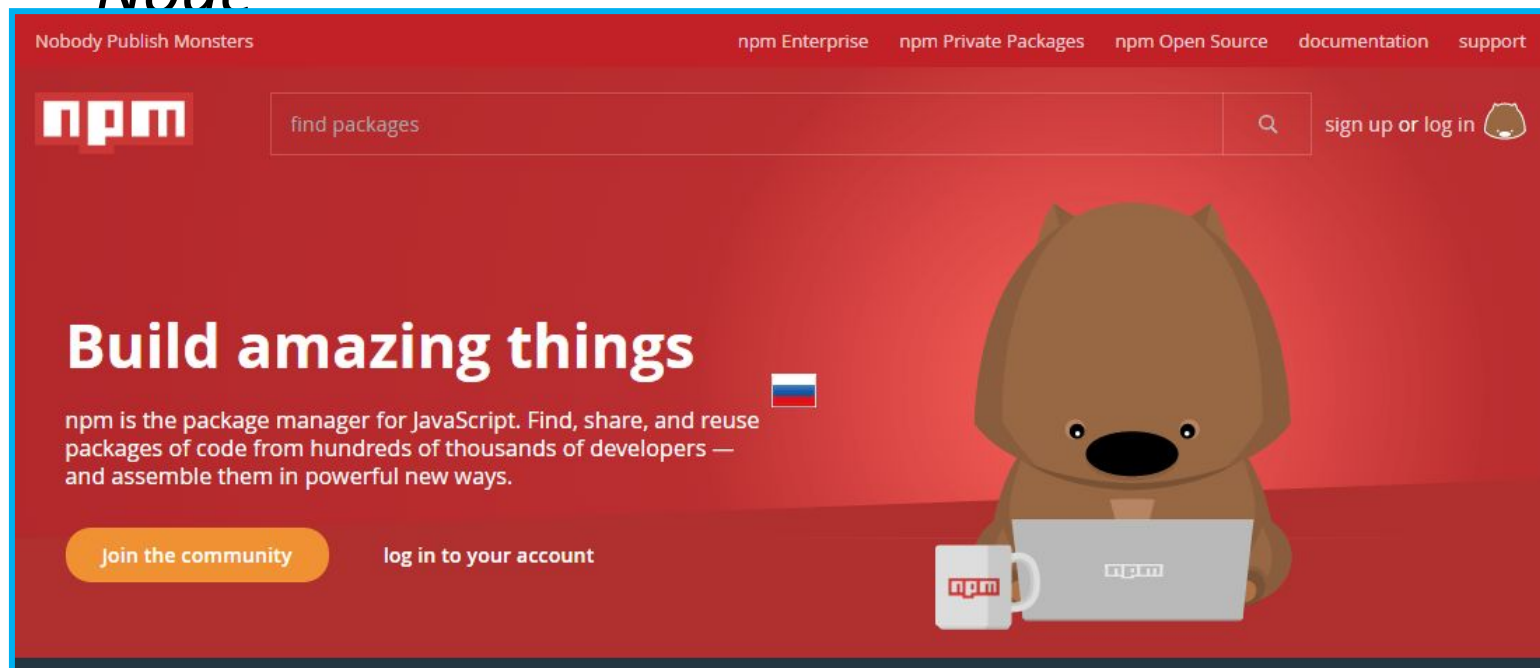 Node
Nobody Publish Monsters
npm Enterprise npm Private Packages npm Open Source documentation support
npm
find packages
sign up or log in
Build amazing things
npm is the package manager for JavaScript. Find, share, and reuse
packages of code from hundreds of thousands of developers —
and assemble them in powerful new ways.
Join the community
log in to your account
npm
npm